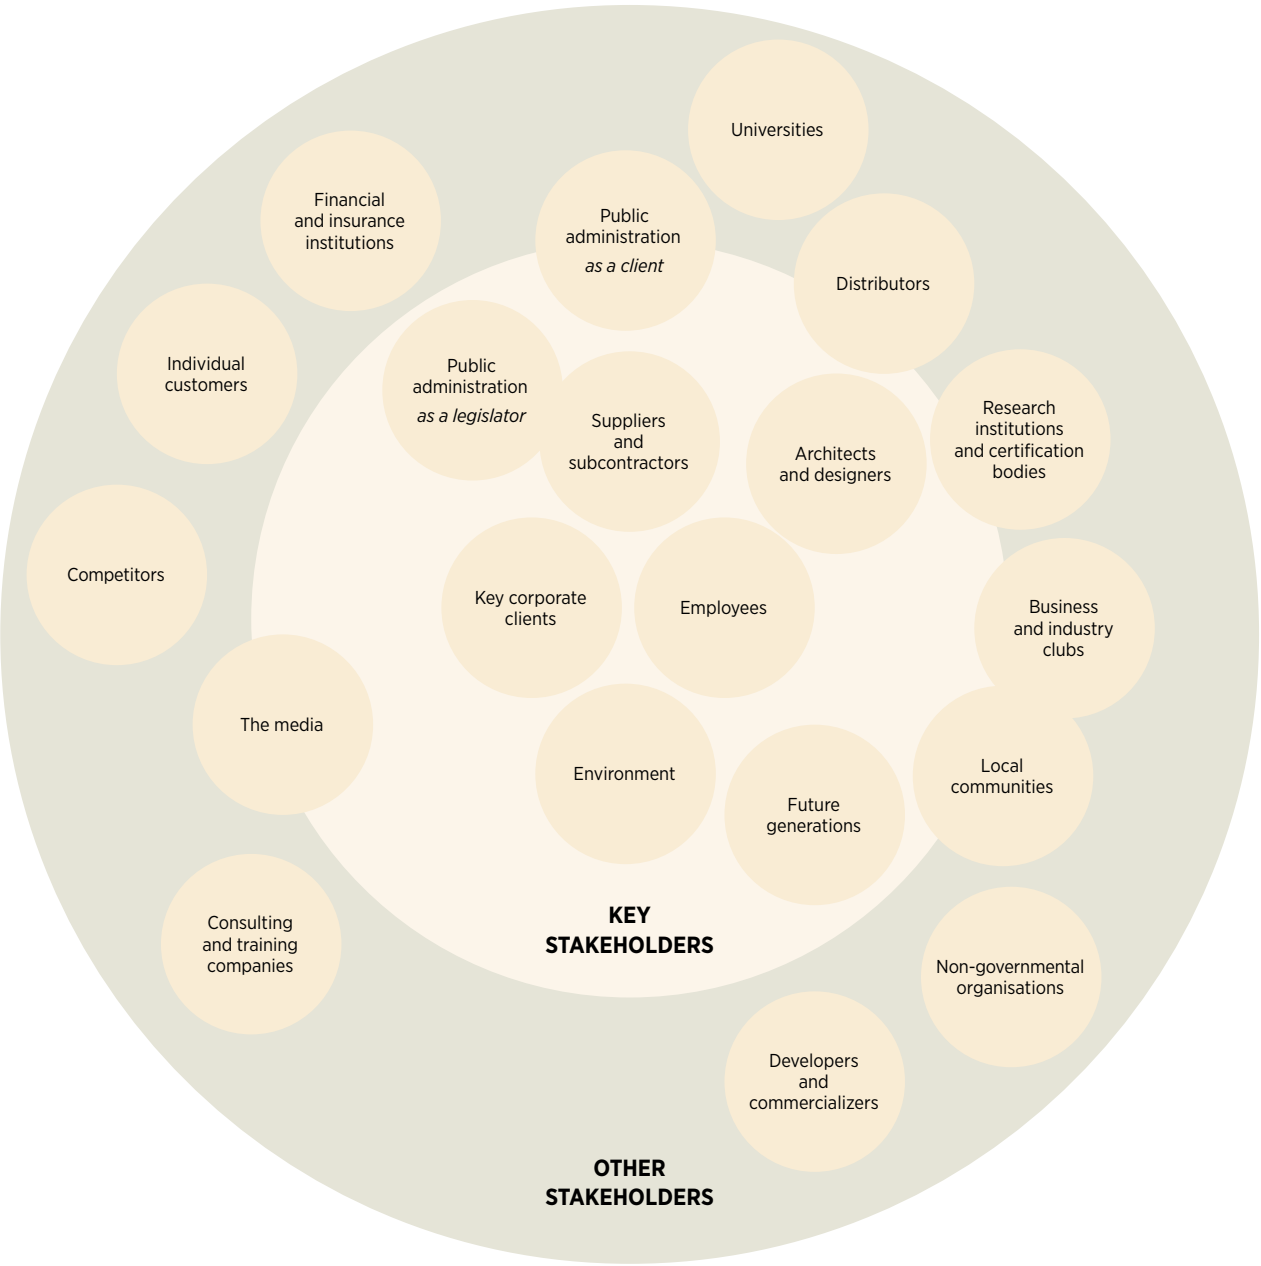 Universities
Financial
and insurance
institutions
Public
administration
as a client
Distributors
Individual
customers
Public
administration
as a legislator
Suppliers
and
subcontractors
Architects
and designers
Research
institutions
and certification
bodies
Competitors
Key corporate
clients
Employees
Business
and industry
clubs
The media
Environment
Future
generations
Local
communities
KEY
STAKEHOLDERS
Consulting
and training
companies
Non-governmental
organisations
Developers
and
commercializers
OTHER
STAKEHOLDERS